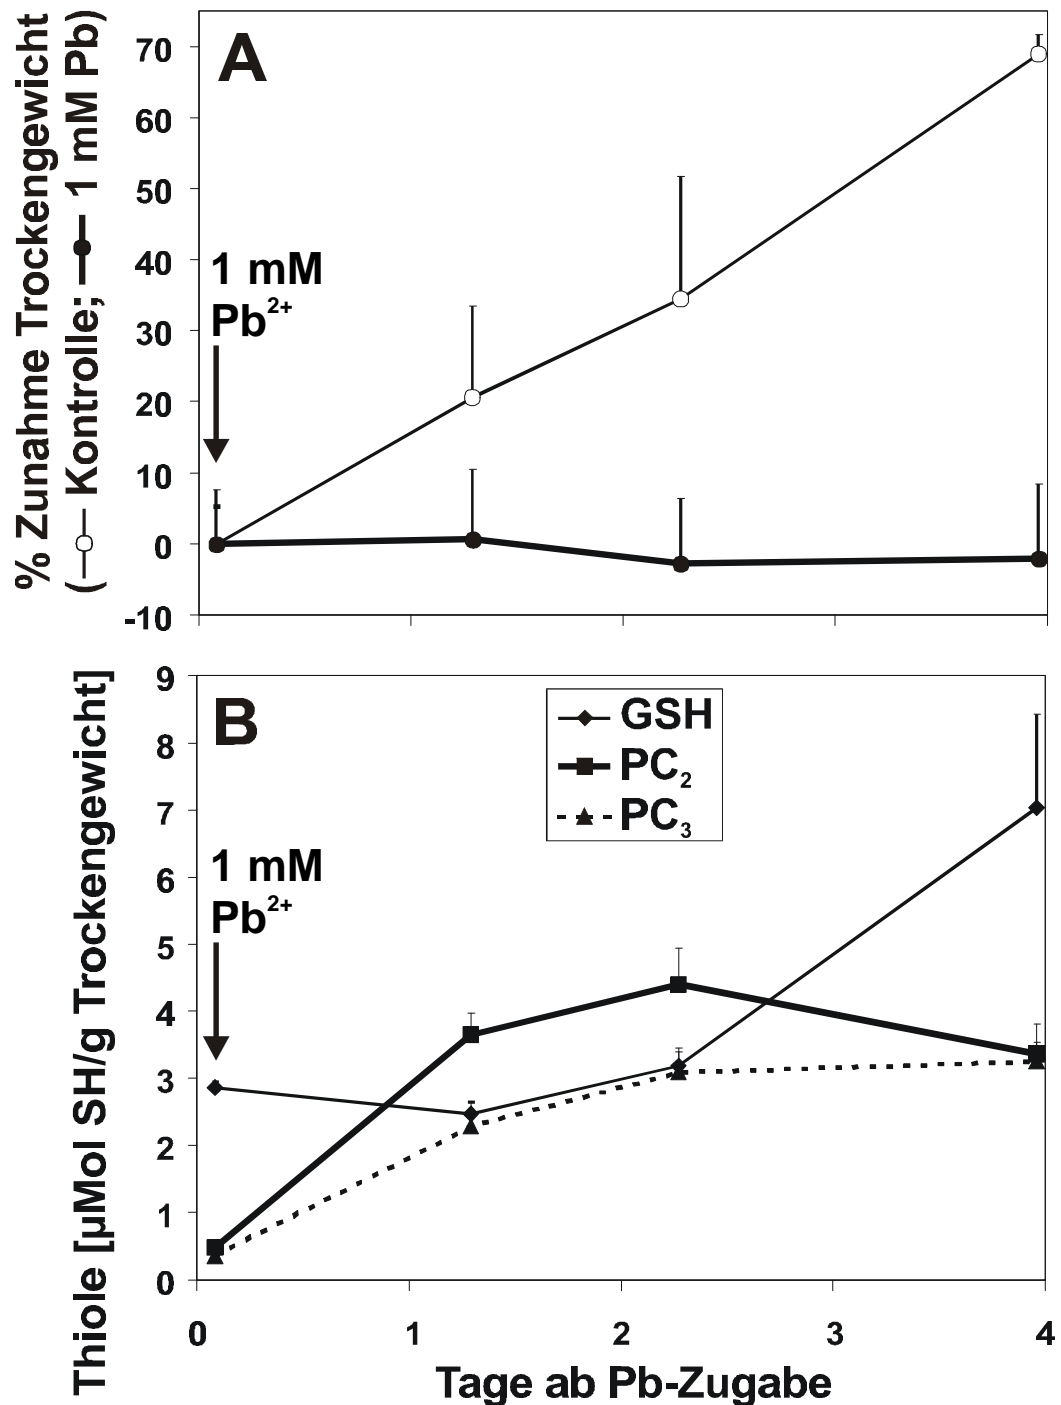 % Zunahme Trockengewicht
(—○— Kontrolle; —●— 1 mM Pb)
A
70
60
50
40
30
20
10
0
-10
1 mM
Pb²⁺
Thiole [µMol SH/g Trockengewicht]
B
9
8
7
6
5
4
3
2
1
0
GSH
PC₂
PC₃
1 mM
Pb²⁺
0 1 2 3 4
Tage ab Pb-Zugabe